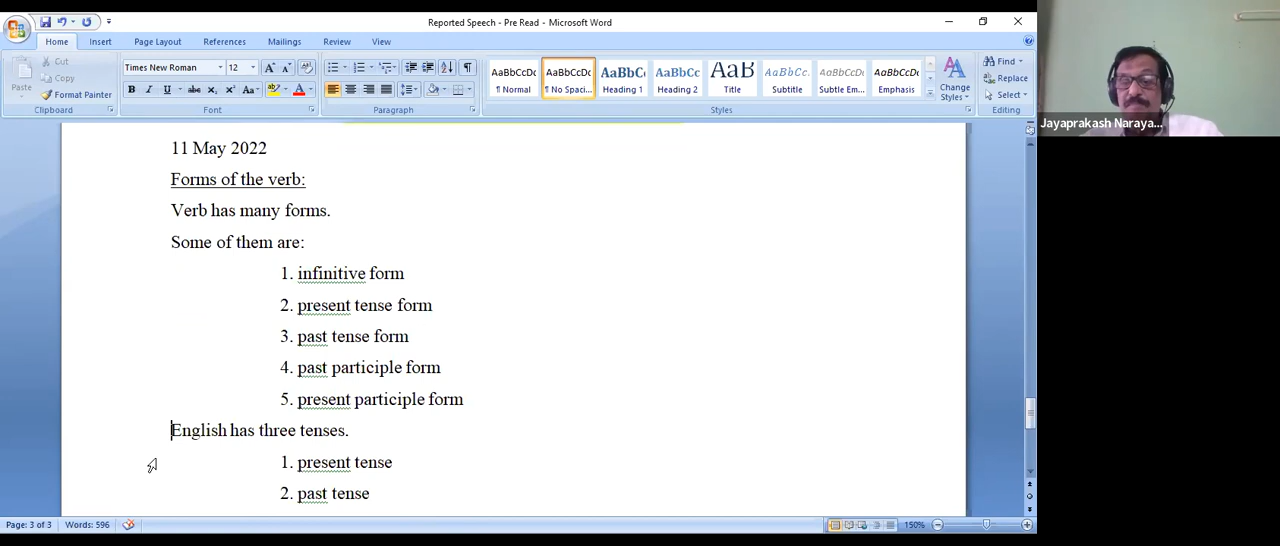 Reported Speech - Pre Read - Microsoft Word
Home Insert Page Layout References Mailings Review View
Paste
Cut
Copy
Format Painter
Clipboard
Times New Roman 12
B I U abc x₂ x² Aa
Font
Paragraph
AaBbCcDc AaBbCcDc AaBbC AaBbCc AaB AaBbCc. AaBbCcDc AaBbCcDc
¶ Normal ¶ No Spaci... Heading 1 Heading 2 Title Subtitle Subtle Em... Emphasis
Styles
Change Styles
Find
Replace
Select
Editing
Jayaprakash Naraya...
11 May 2022
Forms of the verb:
Verb has many forms.
Some of them are:
1. infinitive form
2. present tense form
3. past tense form
4. past participle form
5. present participle form
English has three tenses.
1. present tense
2. past tense
Page: 3 of 3 Words: 596 150%